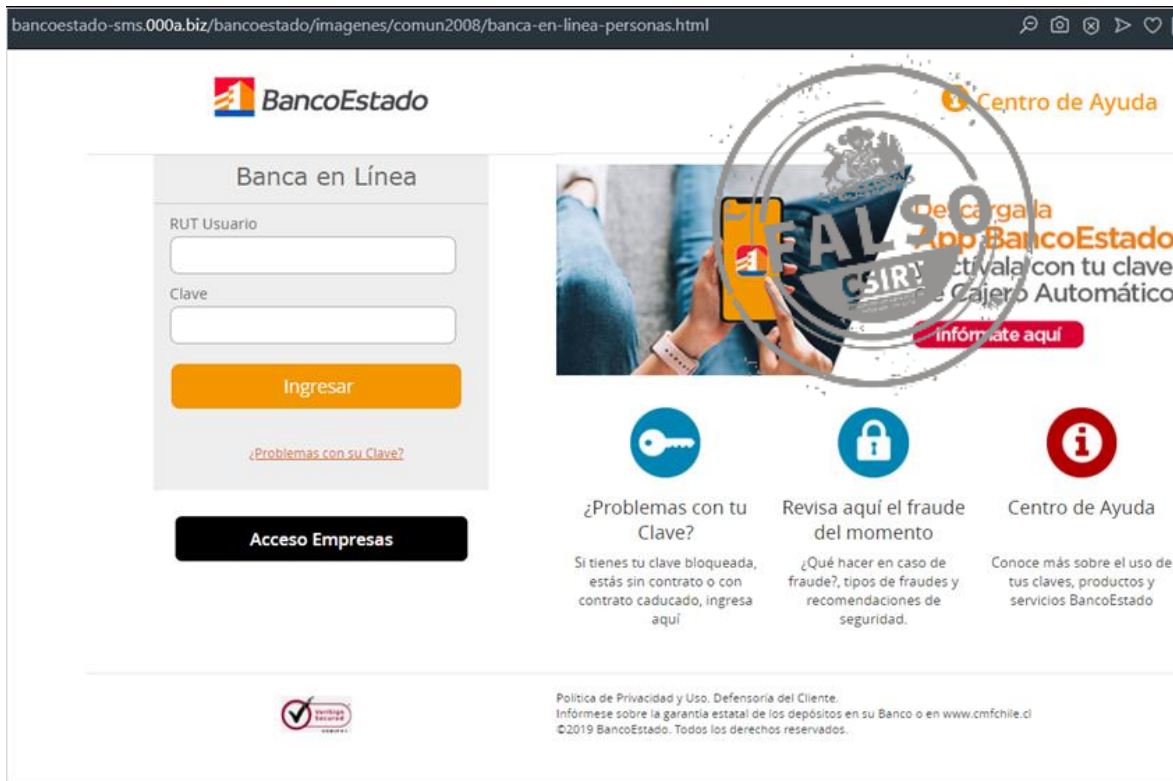 bancoestado-sms.000a.biz/bancoestado/imagenes/comun2008/banca-en-linea-personas.html
BancoEstado
Centro de Ayuda
Banca en Línea
RUT Usuario
Clave
Ingresar
¿Problemas con su Clave?
Acceso Empresas
Descarga la
App BancoEstado
Actívala con tu clave
de Cajero Automático
Infórmate aquí
FALSO
CSIRT
¿Problemas con tu
Clave?
Si tienes tu clave bloqueada,
estás sin contrato o con
contrato caducado, ingresa
aquí
Revisa aquí el fraude
del momento
¿Qué hacer en caso de
fraude?, tipos de fraudes y
recomendaciones de
seguridad.
Centro de Ayuda
Conoce más sobre el uso de
tus claves, productos y
servicios BancoEstado
Política de Privacidad y Uso. Defensoría del Cliente.
Infórmese sobre la garantía estatal de los depósitos en su Banco o en www.cmfchile.cl
©2019 BancoEstado. Todos los derechos reservados.